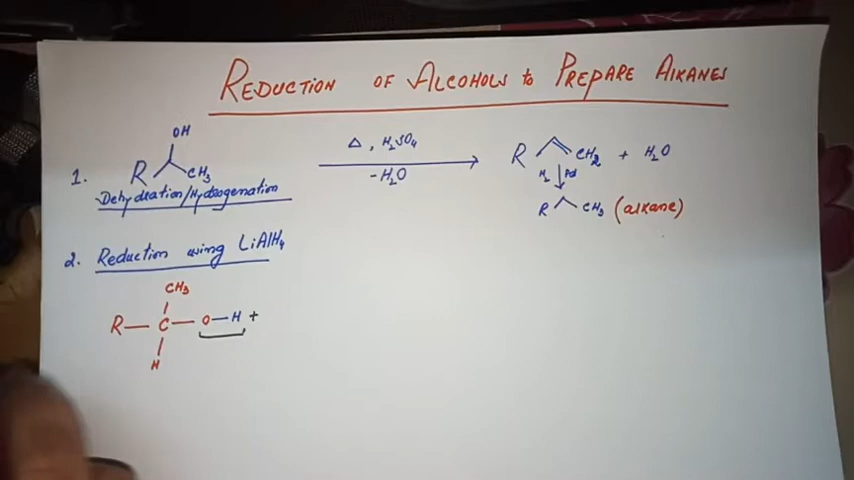 REDUCTION OF ALCOHOLS to PREPARE ALKANES
OH
1. R CH3 Δ, H2SO4 -H2O R CH2 + H2O
Dehydration/Hydrogenation
H2 Pd
R CH3 (alkane)
2. Reduction using LiAlH4
CH3
R—C—O—H +
H